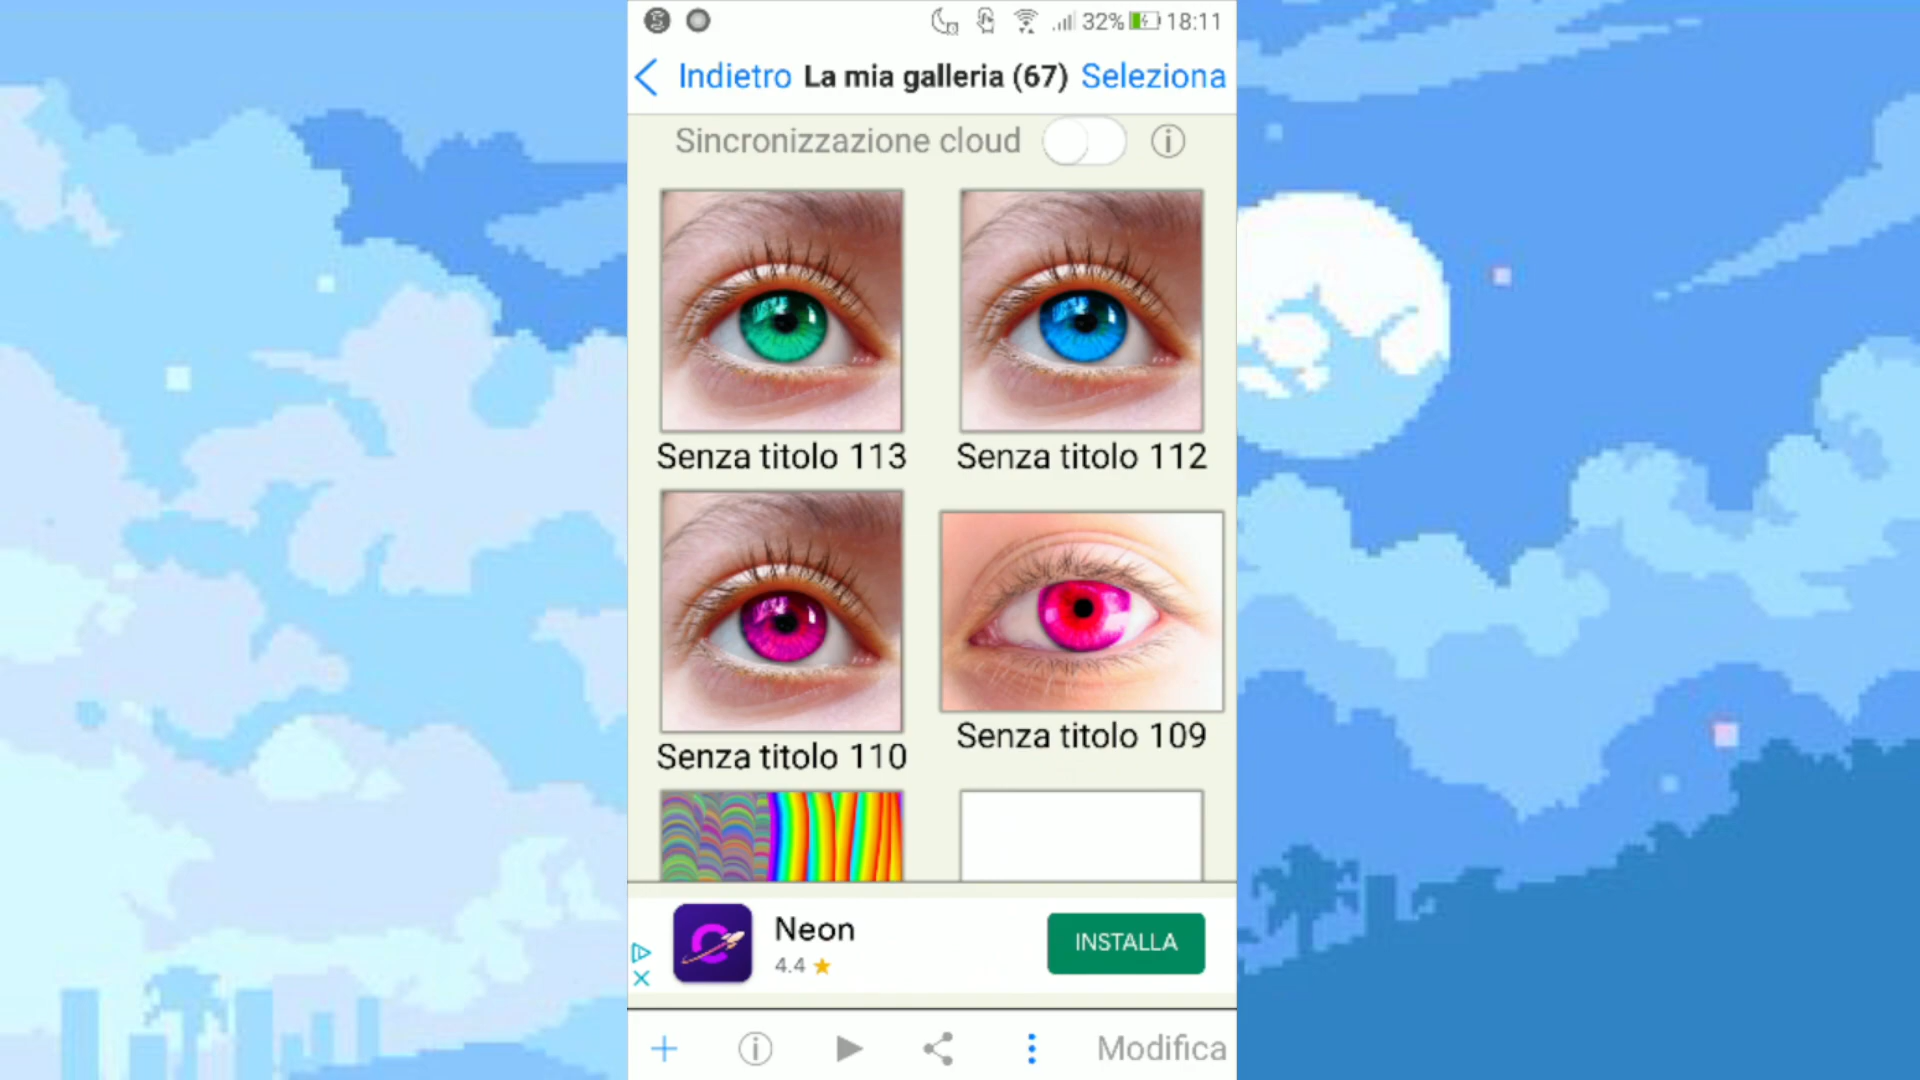 32% 18:11
Indietro La mia galleria (67) Seleziona
Sincronizzazione cloud
Senza titolo 113
Senza titolo 112
Senza titolo 110
Senza titolo 109
Neon
4.4
INSTALLA
Modifica